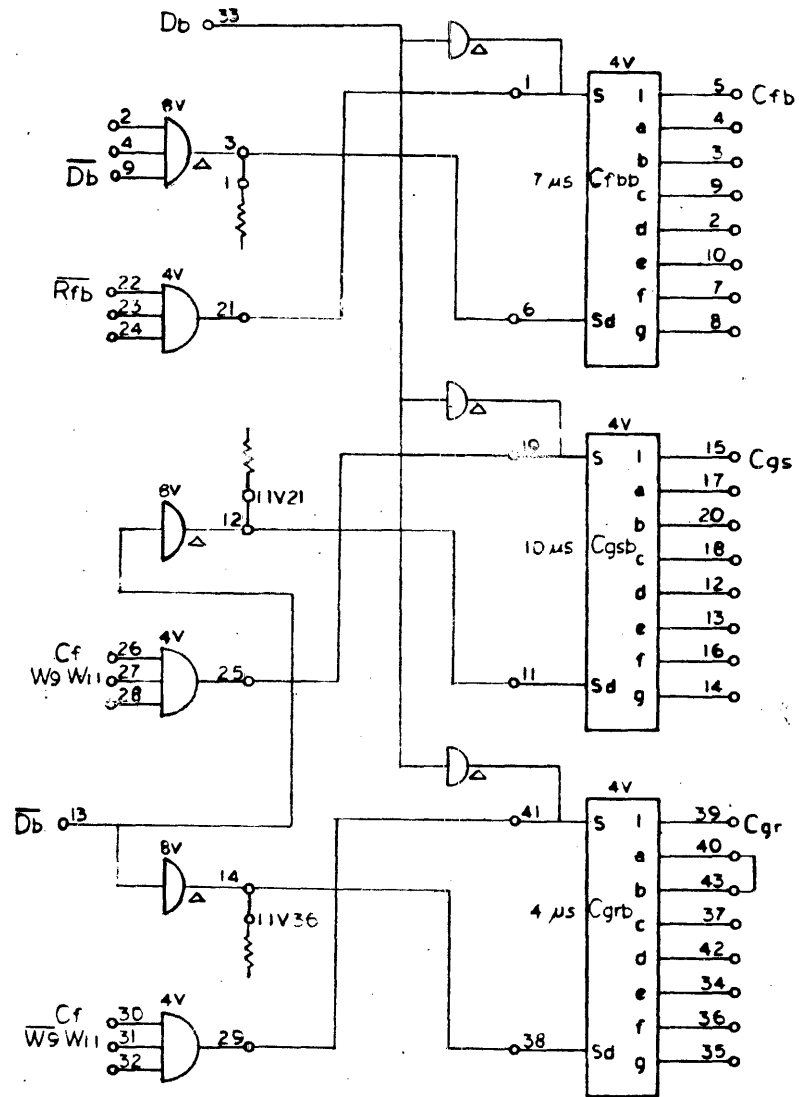 Db 33
4V
1 S 1 5 Cfb
8V
2
a 4
4
3
b 3
9
D̅b̅
1
7 µs Cfbb
c 9
d 2
4V
R̅f̅b̅ 22
e 10
23
21
f 7
24
6 Sd
g 8
4V
19 S 1 15 Cgs
11V21
a 17
8V
12
b 20
10 µs Cgsb
c 18
d 12
4V
e 13
Cf 26
W9 W11 27
25
f 16
28
11 Sd
g 14
4V
D̅b̅ 13
41 S 1 39 Cgr
8V
a 40
14
b 43
11V36
4 µs Cgrb
c 37
d 42
4V
e 34
Cf 30
f 36
W̅9̅ W11 31
29
38 Sd
g 35
32